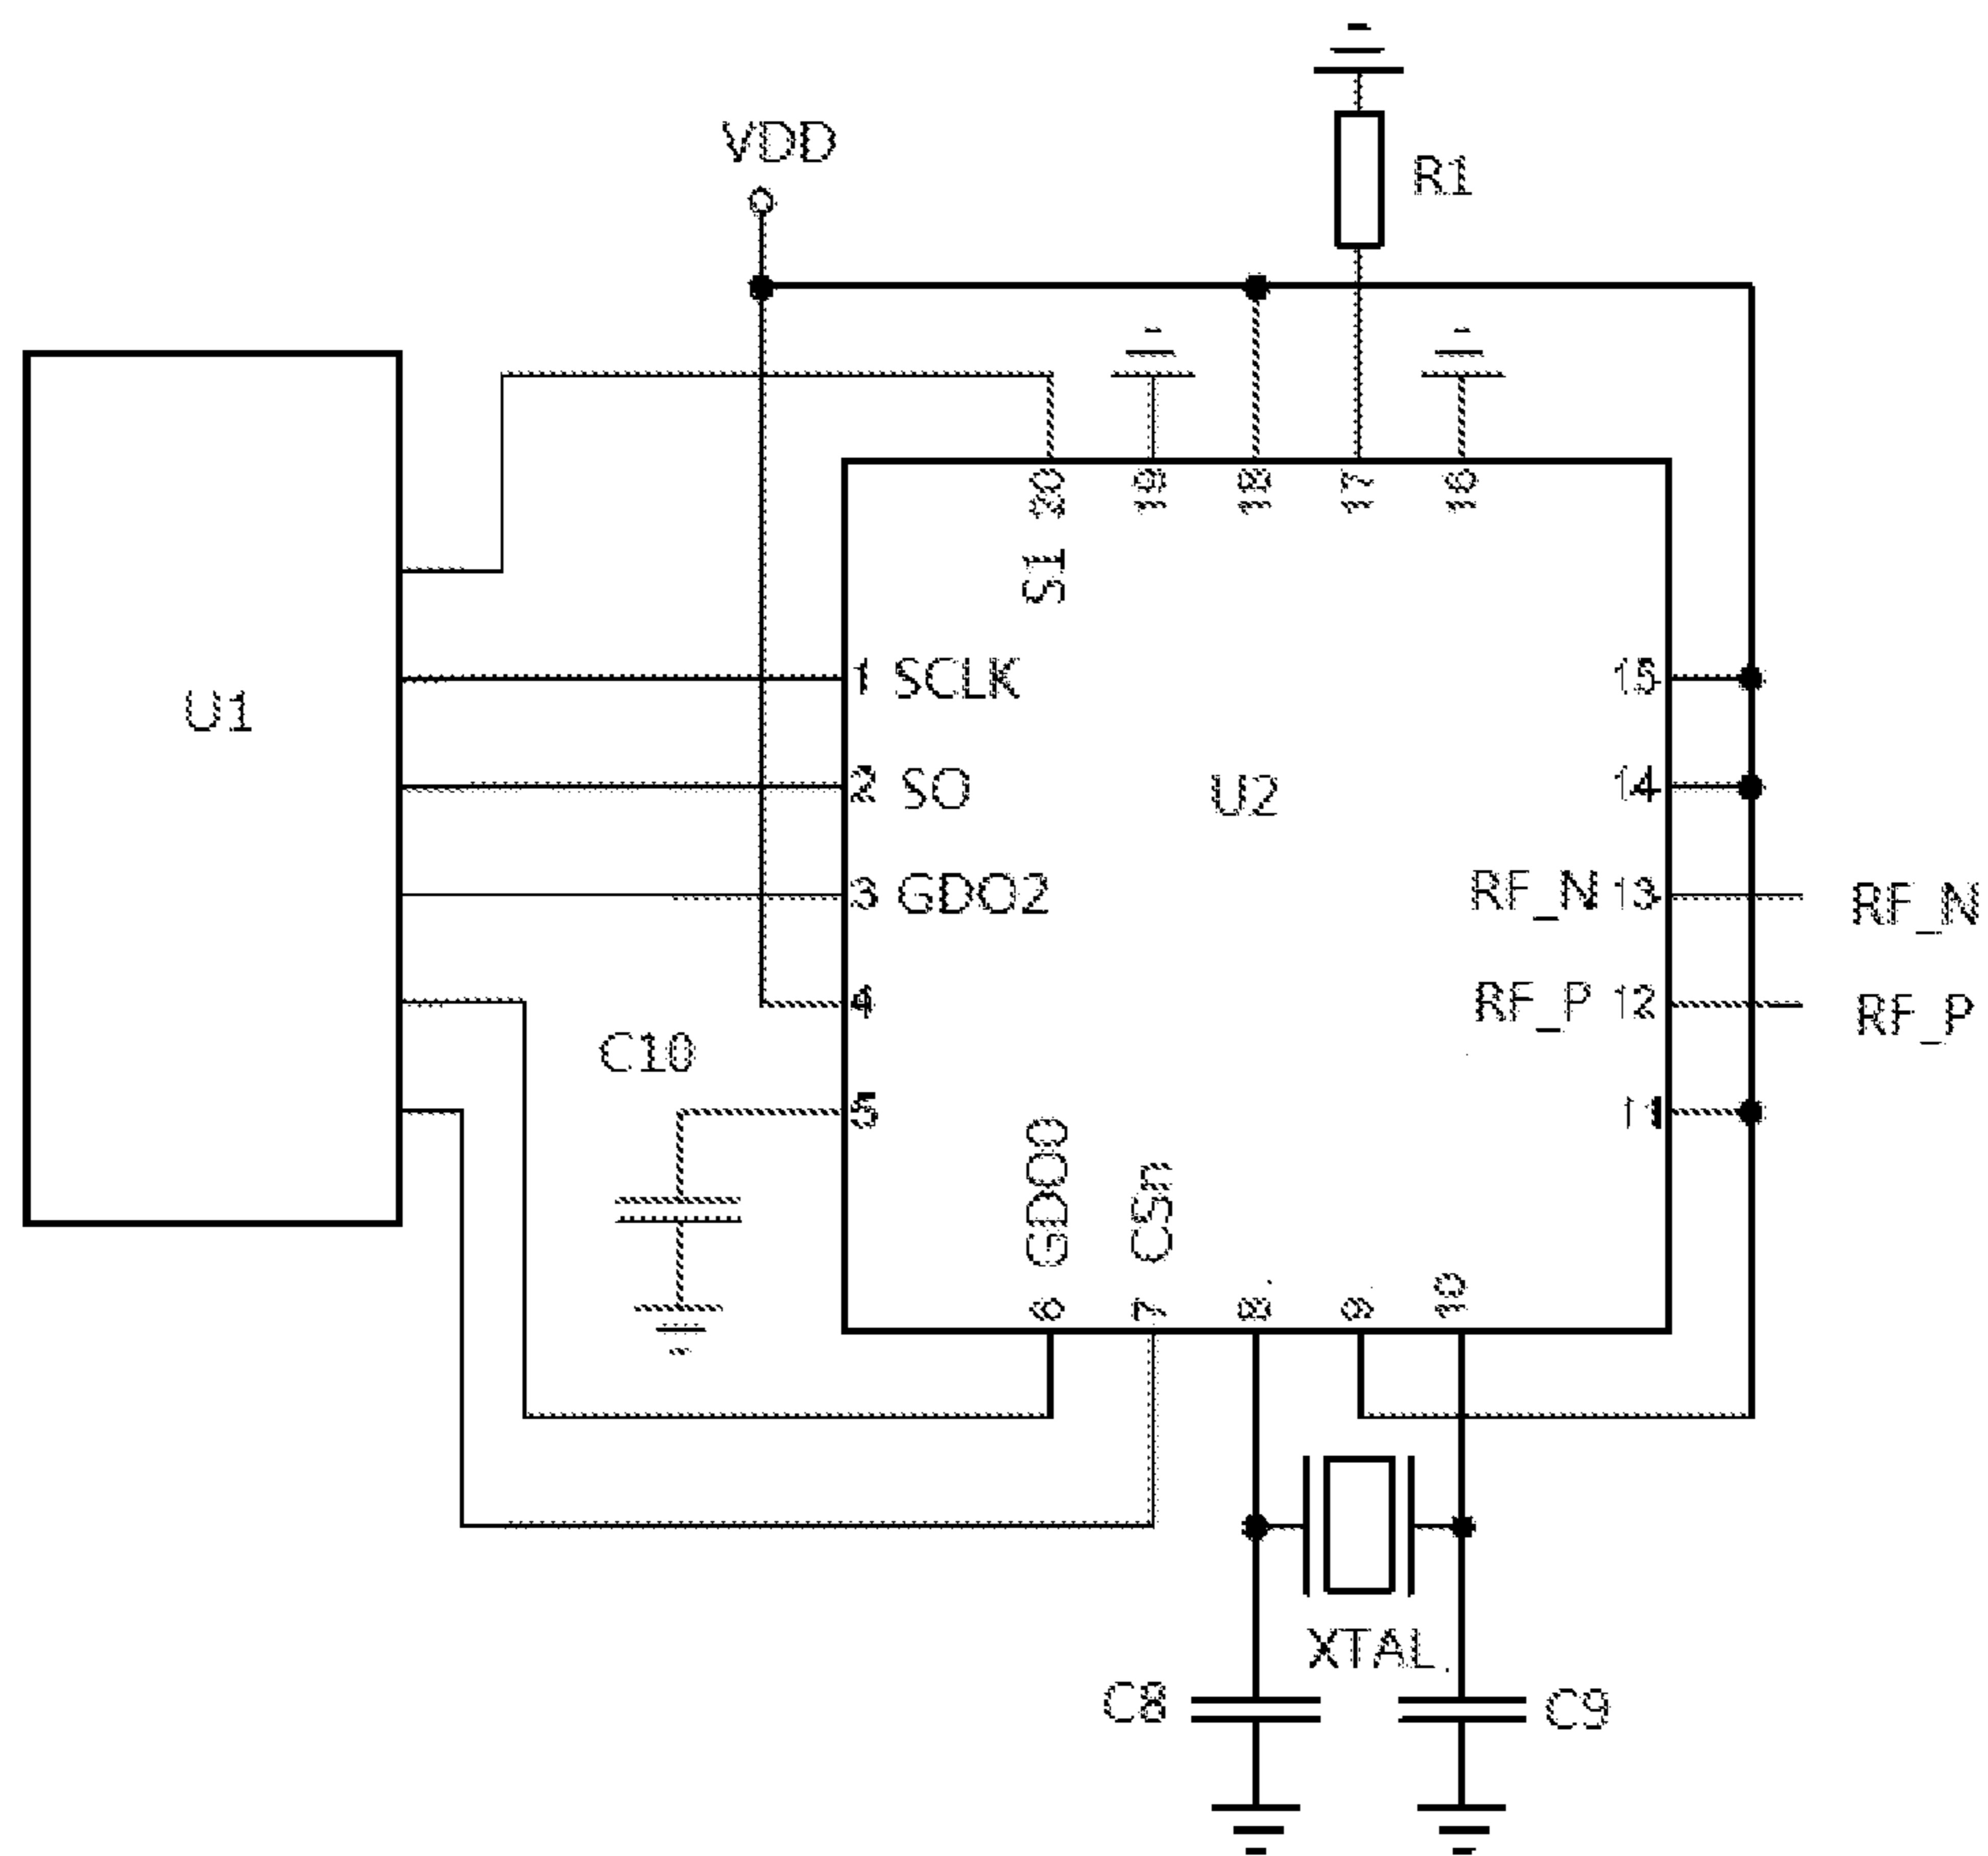 VDD
R1
20 19 18 17 16
S1
U1
1 SCLK
15
2 SO
U2
14
3 GDO2
RF_N 13
RF_N
4
RF_P 12
RF_P
C10
5
11
GDO0
CSn
6 7 8 9 10
XTAL
C8
C9